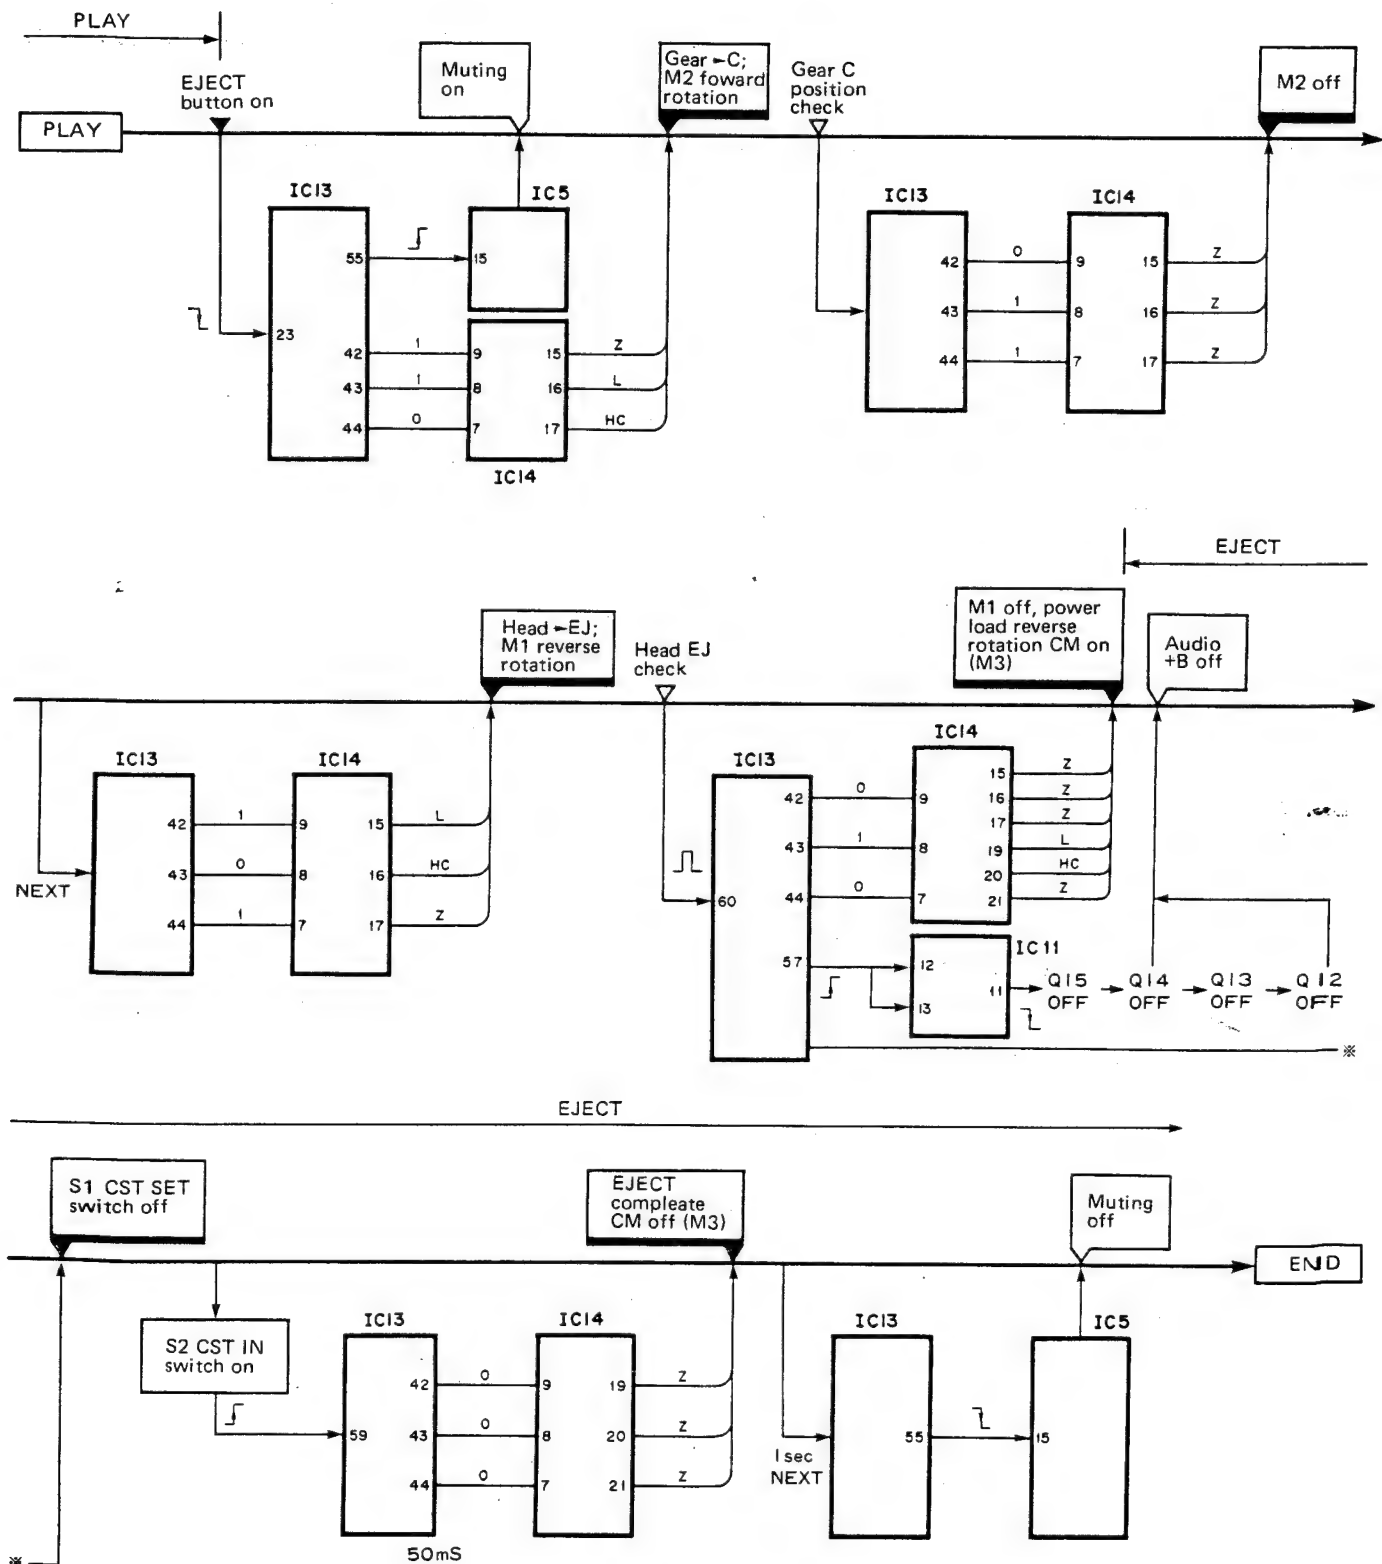 PLAY
EJECT
button on
PLAY
Muting
on
Gear ►C;
M2 foward
rotation
Gear C
position
check
M2 off
IC13
IC5
55
15
23
42 1 9
43 1 8
44 0 7
15 Z
16 L
17 HC
IC14
IC13
IC14
42 0 9
43 1 8
44 1 7
15 Z
16 Z
17 Z
EJECT
Head ►EJ;
M1 reverse
rotation
Head EJ
check
M1 off, power
load reverse
rotation CM on
(M3)
Audio
+B off
NEXT
IC13
IC14
42 1 9
43 0 8
44 1 7
15 L
16 HC
17 Z
IC13
IC14
60
42 0 9
43 1 8
44 0 7
57
15 Z
16 Z
17 Z
19 L
20 HC
21 Z
IC11
12
13
11
Q15
OFF
Q14
OFF
Q13
OFF
Q12
OFF
※
EJECT
S1 CST SET
switch off
EJECT
compleate
CM off (M3)
Muting
off
END
S2 CST IN
switch on
IC13
IC14
59
42 0 9
43 0 8
44 0 7
19 Z
20 Z
21 Z
50mS
1 sec
NEXT
IC13
IC5
55
15
※